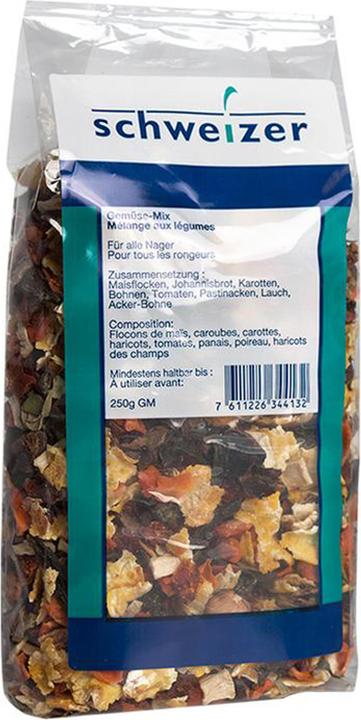 schweizer
Gemüse-Mix
Mélange aux légumes
Für alle Nager
Pour tous les rongeurs
Zusammensetzung :
Maisflocken, Johannisbrot, Karotten,
Bohnen, Tomaten, Pastinacken, Lauch,
Acker-Bohne
Composition:
Flocons de maïs, caroubes, carottes,
haricots, tomates, panais, poireau, haricots
des champs
Mindestens haltbar bis :
À utiliser avant:
250g GM
7 611226 344132